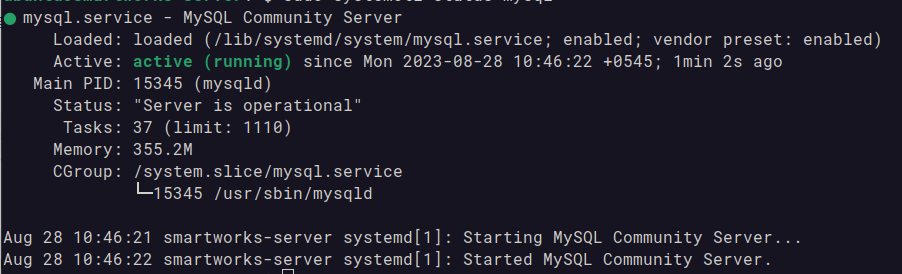 ● mysql.service - MySQL Community Server
Loaded: loaded (/lib/systemd/system/mysql.service; enabled; vendor preset: enabled)
Active: active (running) since Mon 2023-08-28 10:46:22 +0545; 1min 2s ago
Main PID: 15345 (mysqld)
Status: "Server is operational"
Tasks: 37 (limit: 1110)
Memory: 355.2M
CGroup: /system.slice/mysql.service
└─15345 /usr/sbin/mysqld
Aug 28 10:46:21 smartworks-server systemd[1]: Starting MySQL Community Server...
Aug 28 10:46:22 smartworks-server systemd[1]: Started MySQL Community Server.